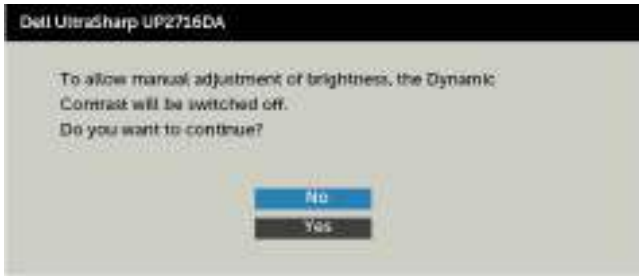 Dell UltraSharp UP2716DA
To allow manual adjustment of brightness, the Dynamic
Contrast will be switched off.
Do you want to continue?
No
Yes